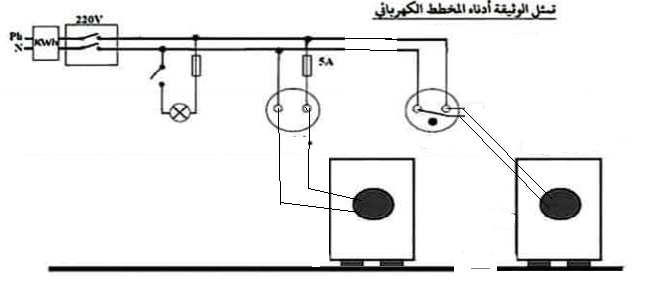 تمثل الوثيقة أدناه المخطط الكهربائي
220V
Ph
N
KWh
5A